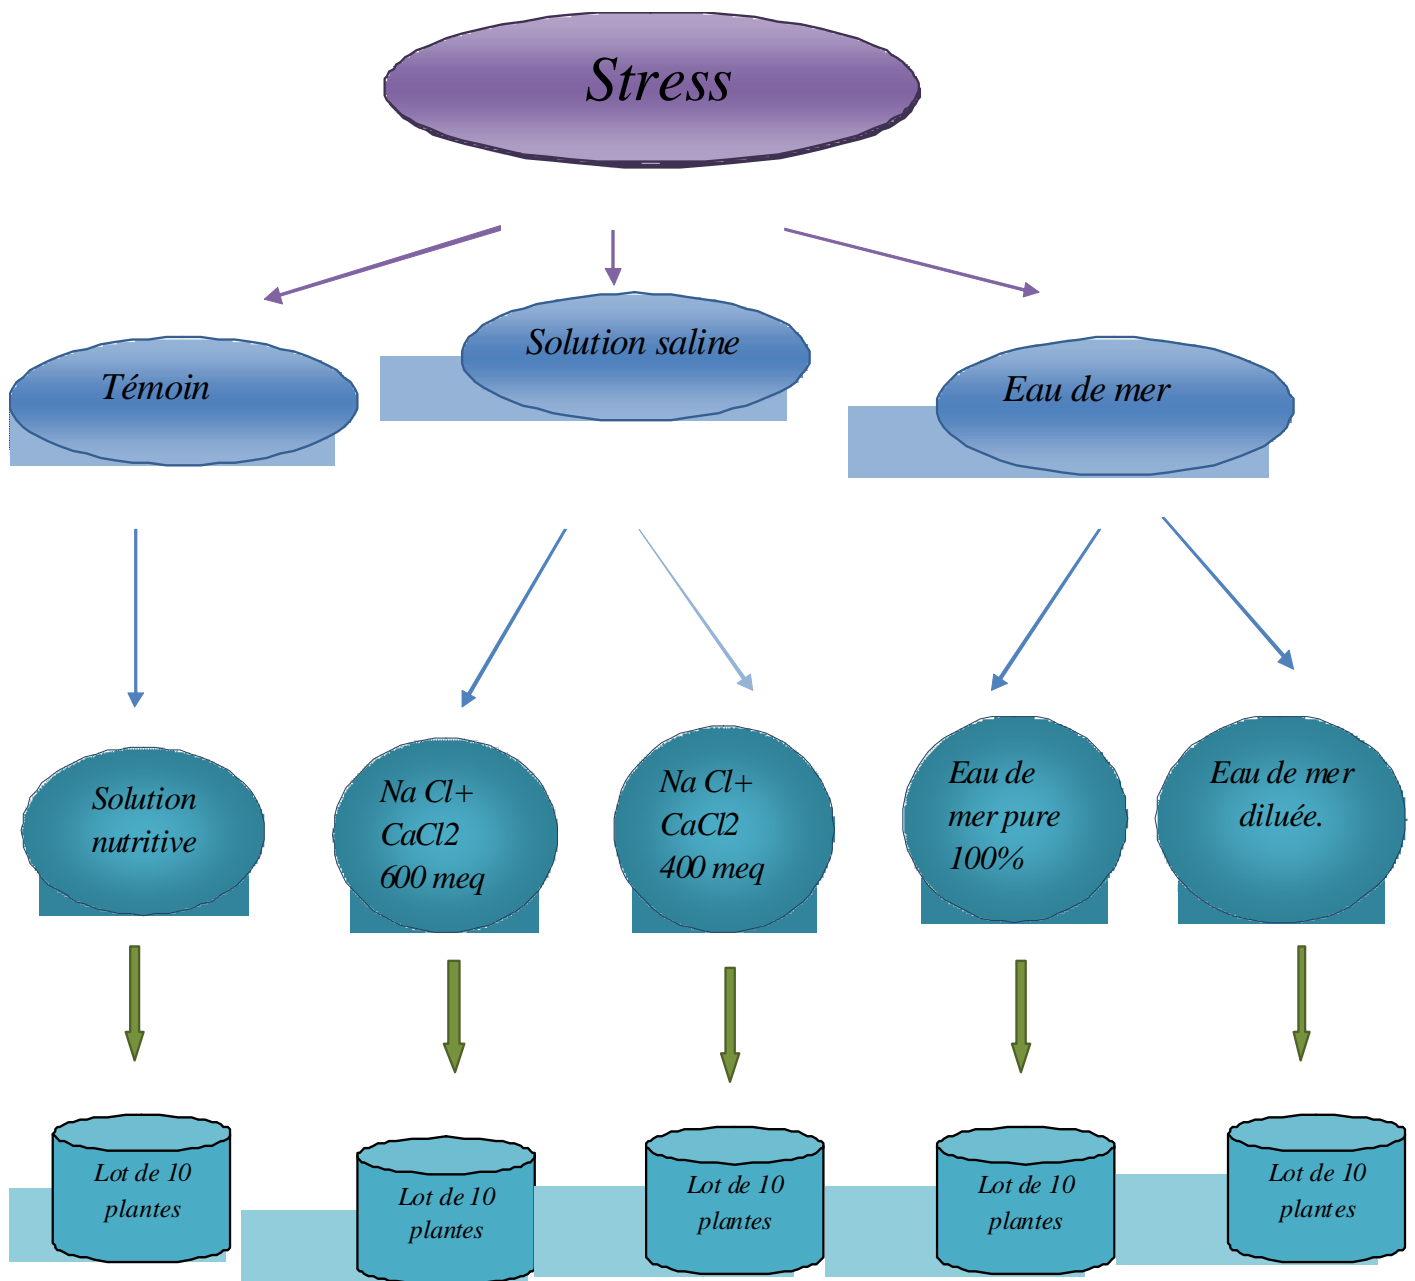 Stress
Témoin
Solution saline
Eau de mer
Solution
nutritive
Na Cl+
CaCl2
600 meq
Na Cl+
CaCl2
400 meq
Eau de
mer pure
100%
Eau de mer
diluée.
Lot de 10
plantes
Lot de 10
plantes
Lot de 10
plantes
Lot de 10
plantes
Lot de 10
plantes